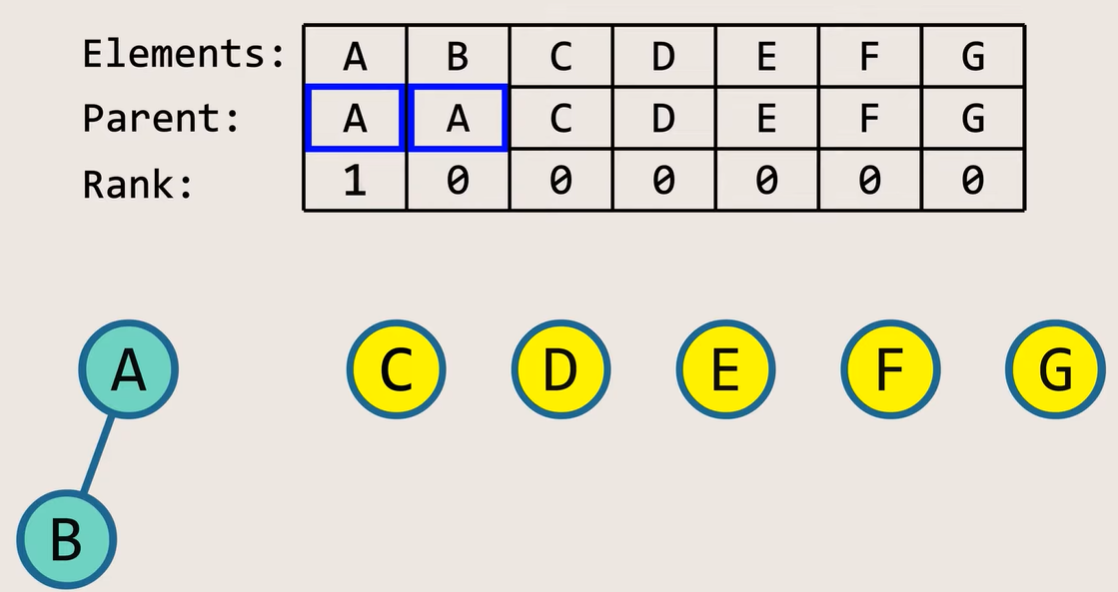 Elements: A B C D E F G
Parent: A A C D E F G
Rank: 1 0 0 0 0 0 0
A C D E F G
B